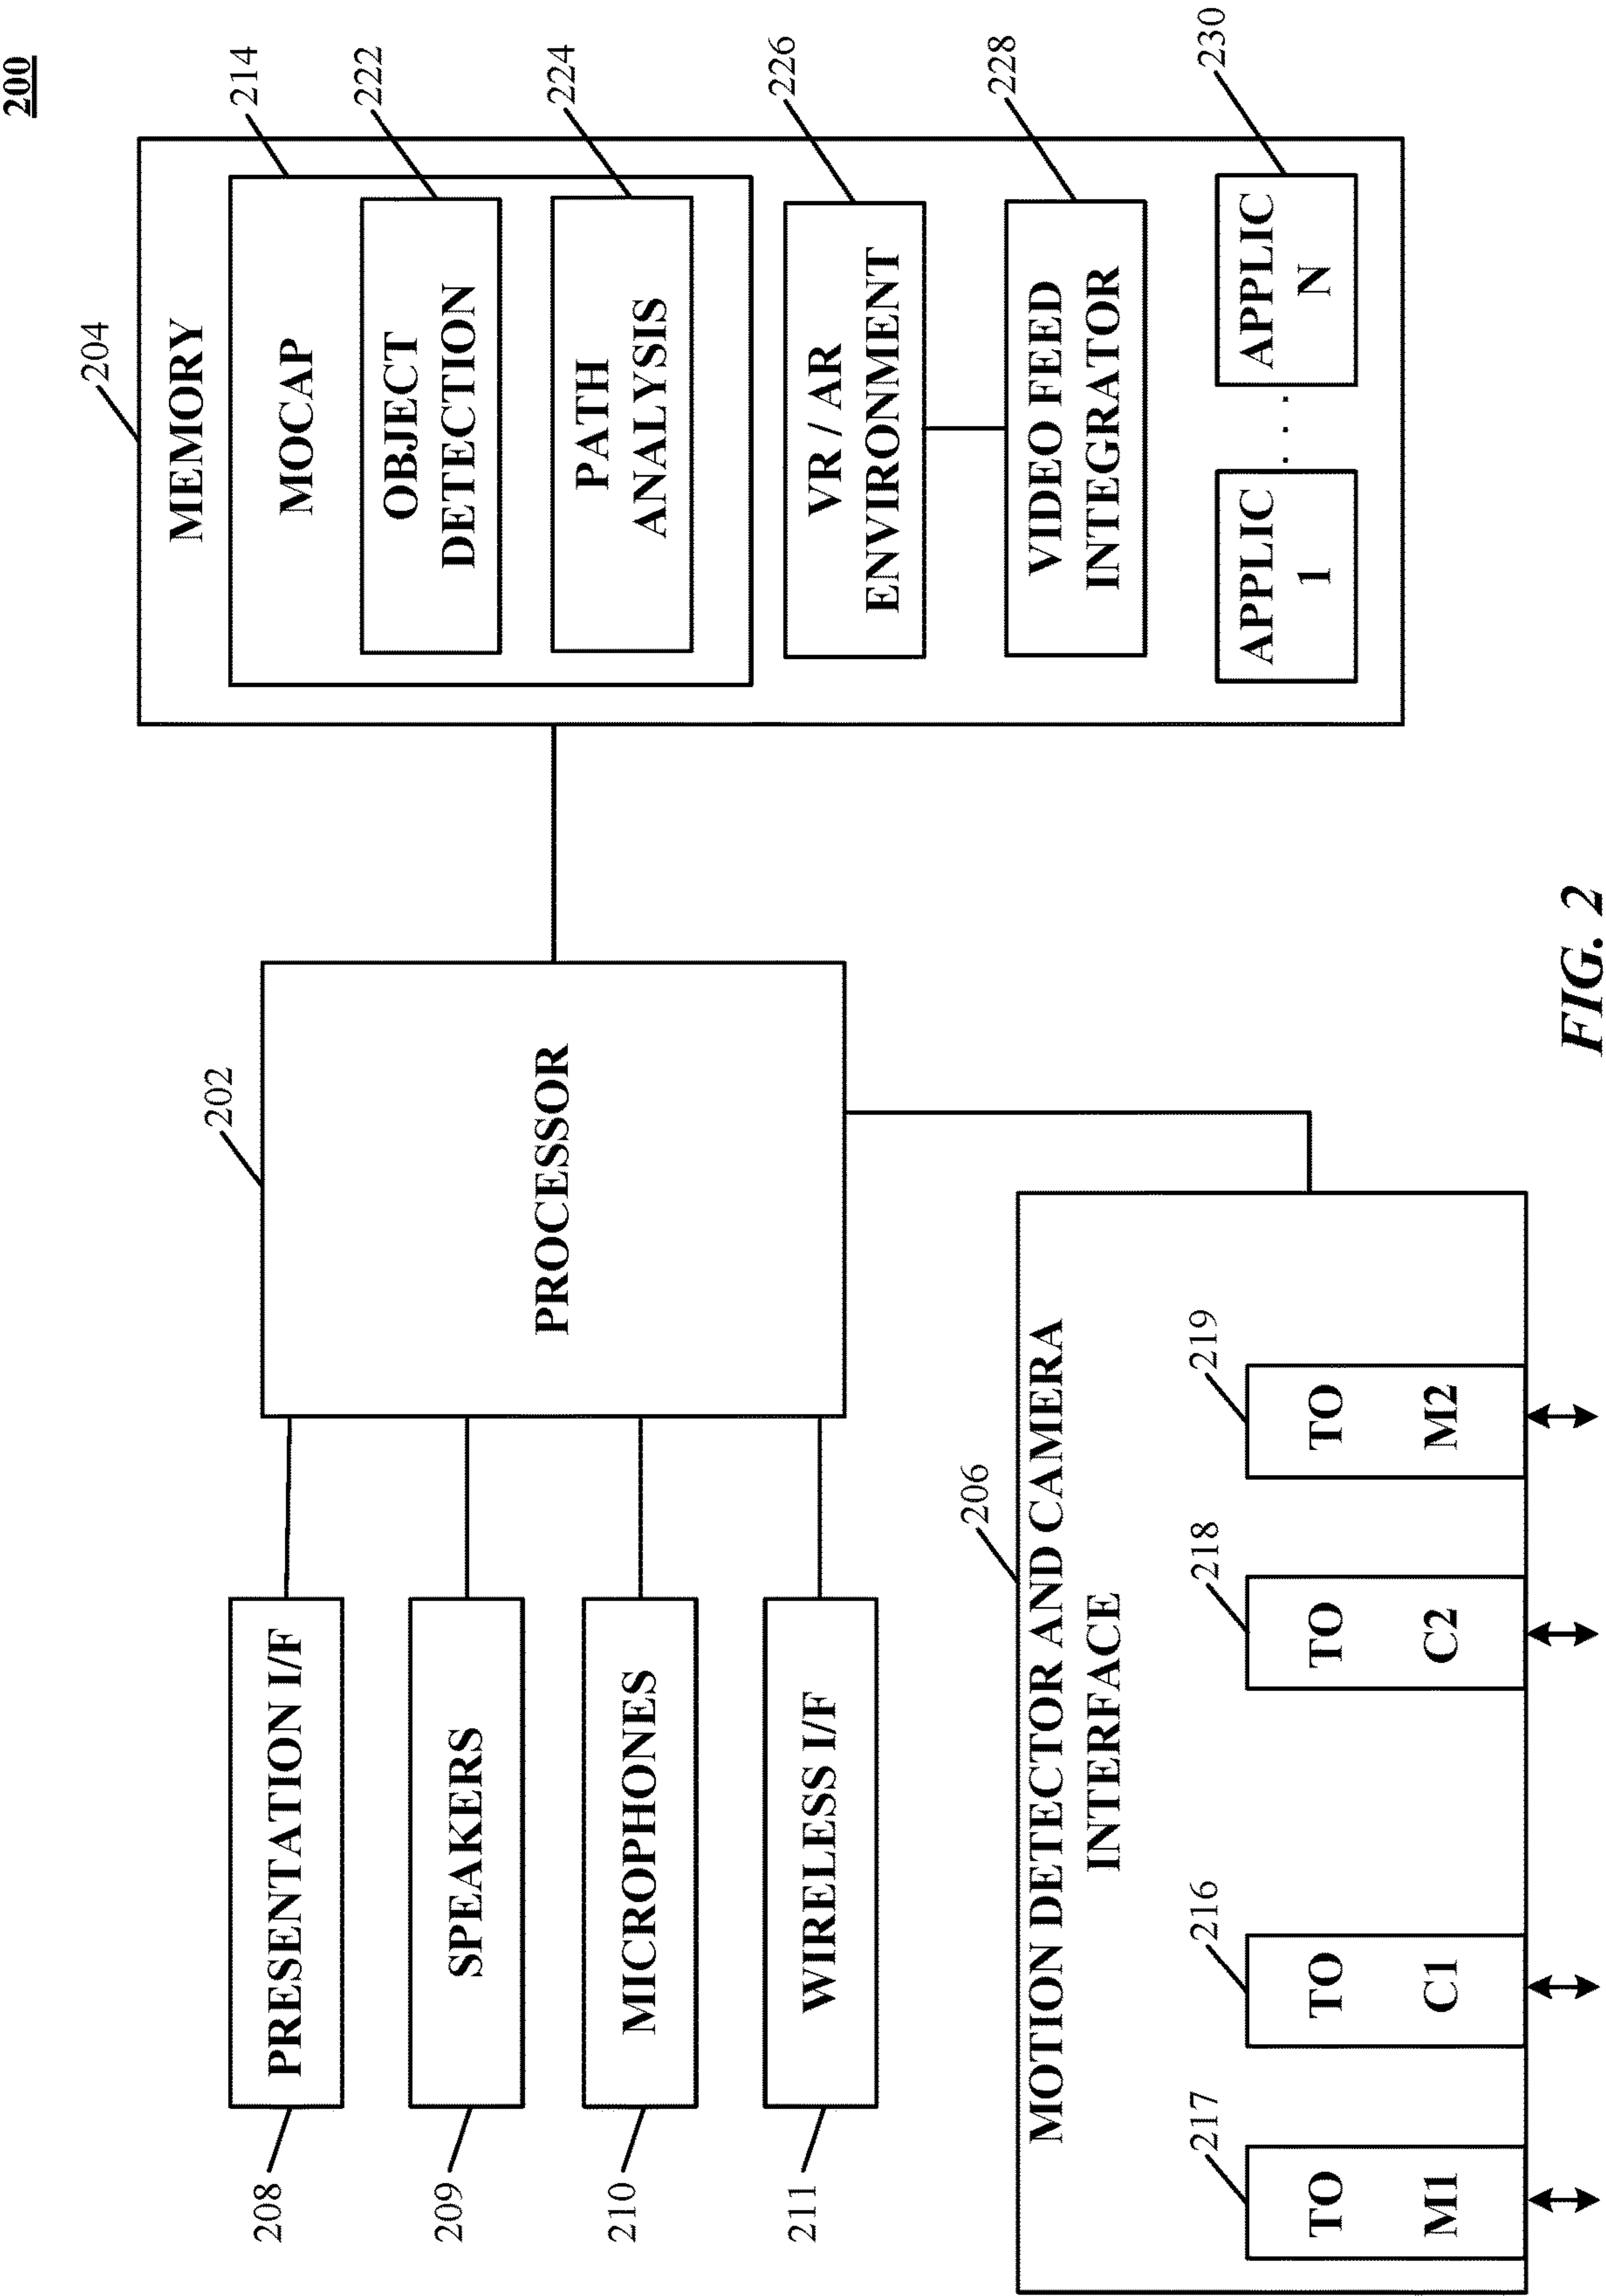 200
204
MEMORY
214
MOCAP
222
OBJECT
DETECTION
224
PATH
ANALYSIS
226
VR / AR
ENVIRONMENT
228
VIDEO FEED
INTEGRATOR
230
APPLIC
1
. . .
APPLIC
N
202
PROCESSOR
208
PRESENTATION I/F
209
SPEAKERS
210
MICROPHONES
211
WIRELESS I/F
206
MOTION DETECTOR AND CAMERA
INTERFACE
217
TO
M1
216
TO
C1
218
TO
C2
219
TO
M2
FIG. 2